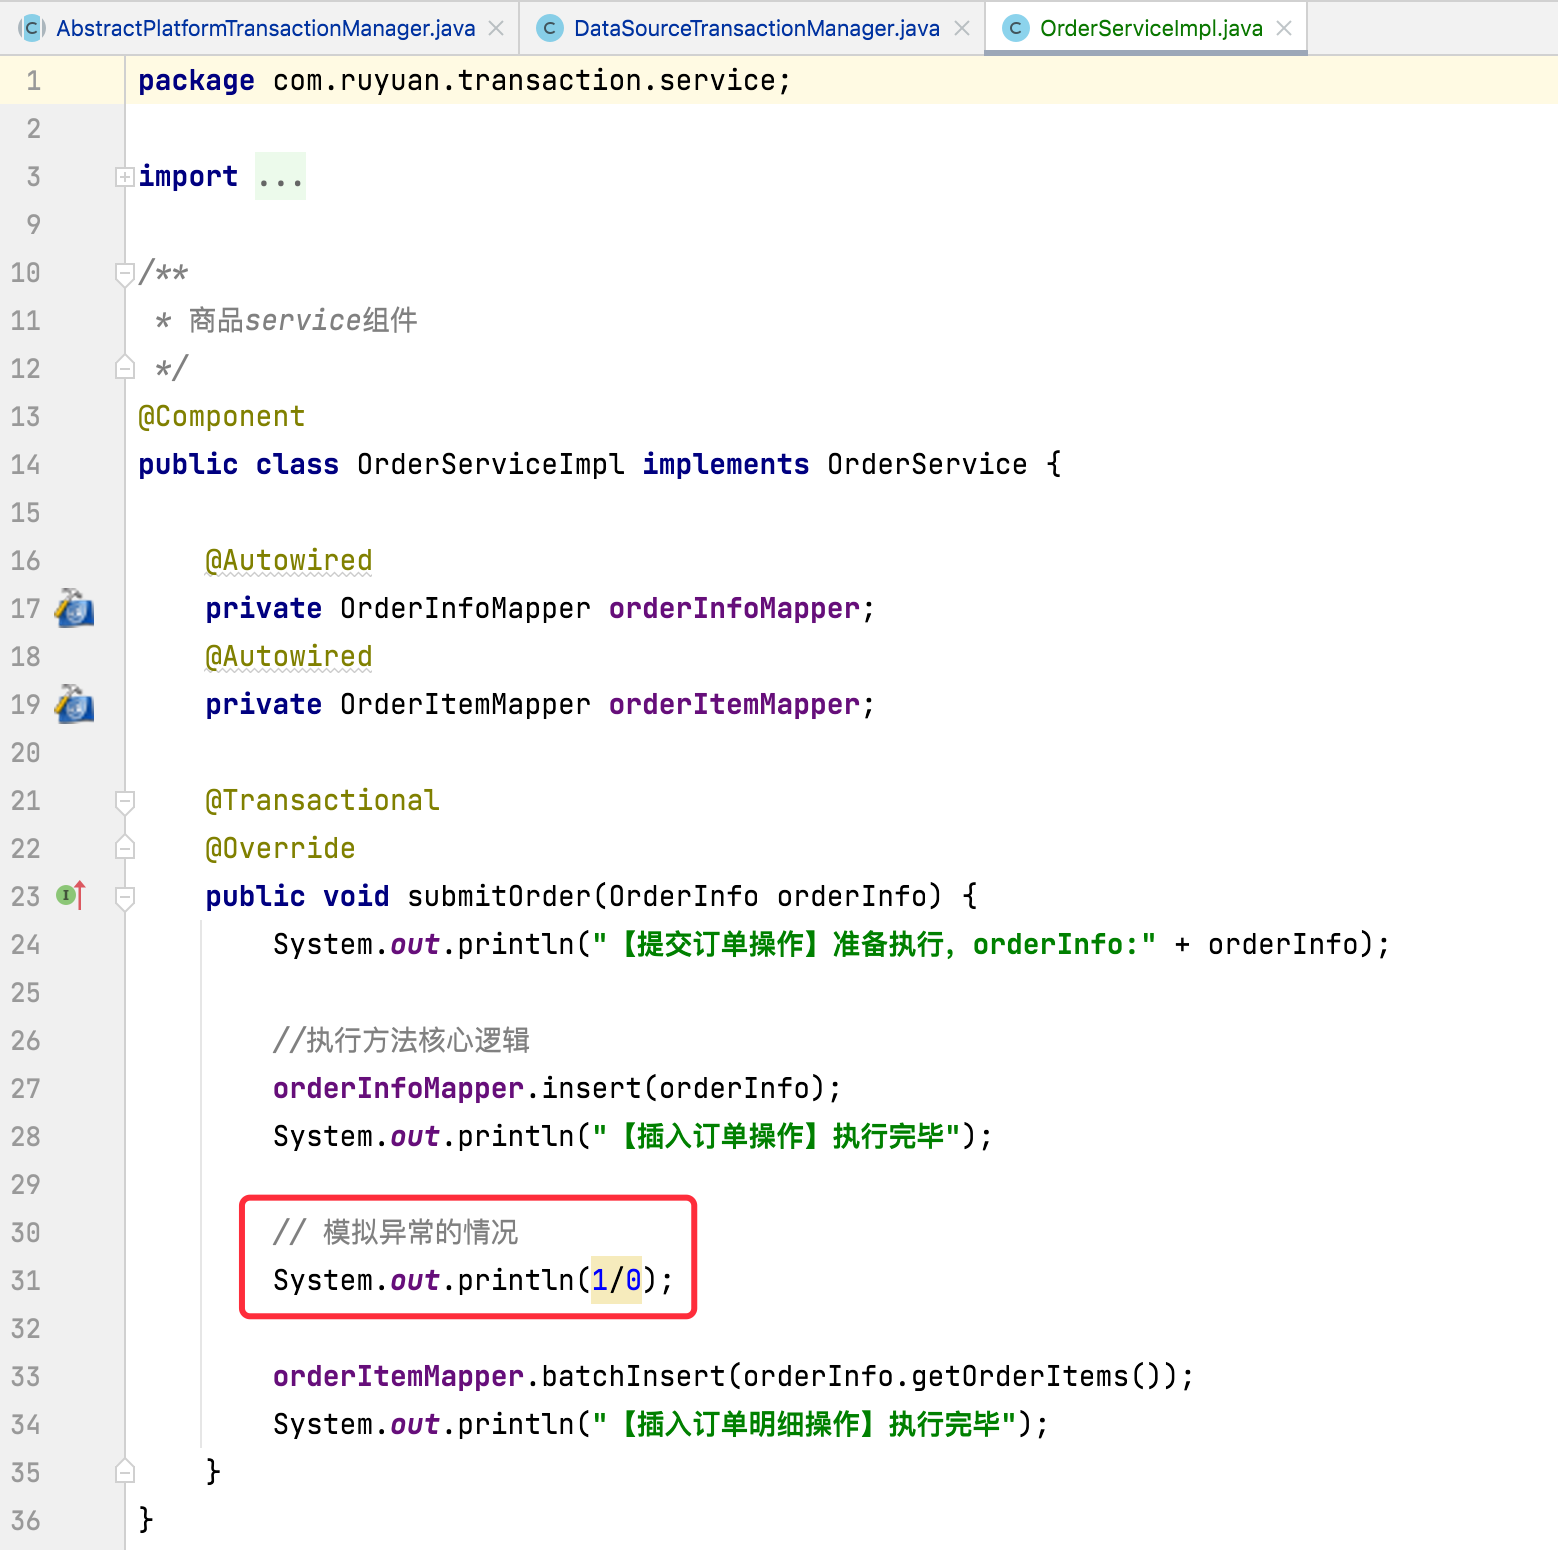 AbstractPlatformTransactionManager.java
DataSourceTransactionManager.java
OrderServiceImpl.java
1 package com.ruyuan.transaction.service;
2
3 import ...
9
10 /**
11 * 商品service组件
12 */
13 @Component
14 public class OrderServiceImpl implements OrderService {
15
16 @Autowired
17 private OrderInfoMapper orderInfoMapper;
18 @Autowired
19 private OrderItemMapper orderItemMapper;
20
21 @Transactional
22 @Override
23 public void submitOrder(OrderInfo orderInfo) {
24 System.out.println("【提交订单操作】准备执行，orderInfo:" + orderInfo);
25
26 //执行方法核心逻辑
27 orderInfoMapper.insert(orderInfo);
28 System.out.println("【插入订单操作】执行完毕");
29
30 // 模拟异常的情况
31 System.out.println(1/0);
32
33 orderItemMapper.batchInsert(orderInfo.getOrderItems());
34 System.out.println("【插入订单明细操作】执行完毕");
35 }
36 }